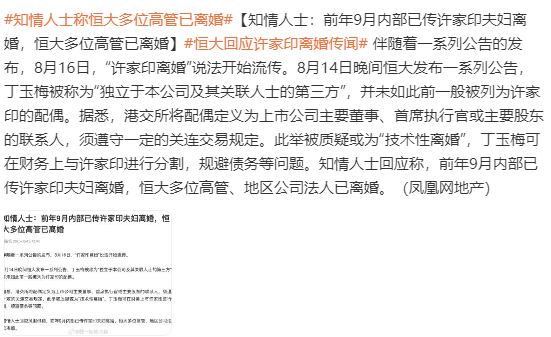 #知情人士称恒大多位高管已离婚#【知情人士：前年9月内部已传许家印夫妇离
婚，恒大多位高管已离婚】#恒大回应许家印离婚传闻# 伴随着一系列公告的发
布，8月16日，“许家印离婚”说法开始流传。8月14日晚间恒大发布一系列公告，
丁玉梅被称为“独立于本公司及其关联人士的第三方”，并未如此前一般被列为许家
印的配偶。据悉，港交所将配偶定义为上市公司主要董事、首席执行官或主要股东
的联系人，须遵守一定的关连交易规定。此举被质疑或为“技术性离婚”，丁玉梅可
在财务上与许家印进行分割，规避债务等问题。知情人士回应称，前年9月内部已
传许家印夫妇离婚，恒大多位高管、地区公司法人已离婚。（凤凰网地产）
知情人士：前年9月内部已传许家印夫妇离婚，恒
大多位高管已离婚